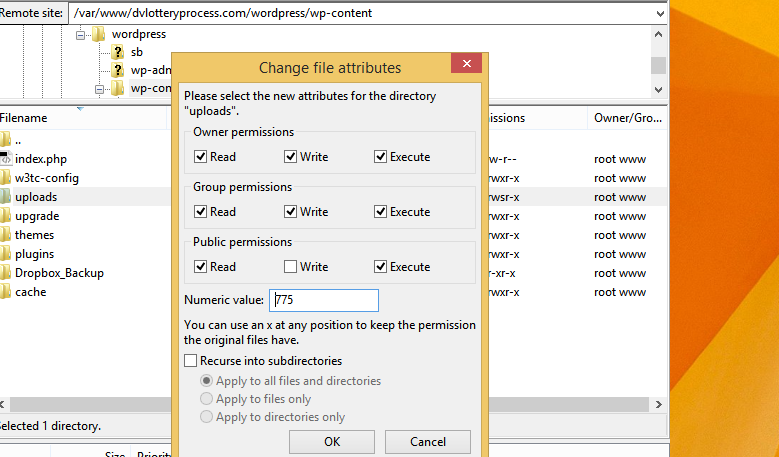 Remote site: /var/www/dvlotteryprocess.com/wordpress/wp-content
wordpress
sb
wp-adm
wp-con
Change file attributes
Please select the new attributes for the directory
"uploads".
Owner permissions
Read Write Execute
Group permissions
Read Write Execute
Public permissions
Read Write Execute
Numeric value: 775
You can use an x at any position to keep the permission
the original files have.
Recurse into subdirectories
Apply to all files and directories
Apply to files only
Apply to directories only
OK Cancel
Filename ssions Owner/Gro...
..
index.php w-r-- root www
w3tc-config rwxr-x root www
uploads rwsr-x root www
upgrade rwxr-x root www
themes rwxr-x root www
plugins rwxr-x root www
Dropbox_Backup r-xr-x root www
cache rwxr-x root www
Selected 1 directory.
Size Priority